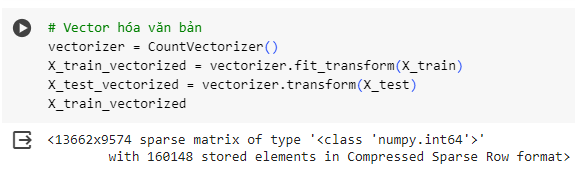 # Vector hóa văn bản
vectorizer = CountVectorizer()
X_train_vectorized = vectorizer.fit_transform(X_train)
X_test_vectorized = vectorizer.transform(X_test)
X_train_vectorized
<13662x9574 sparse matrix of type '<class 'numpy.int64'>'
        with 160148 stored elements in Compressed Sparse Row format>